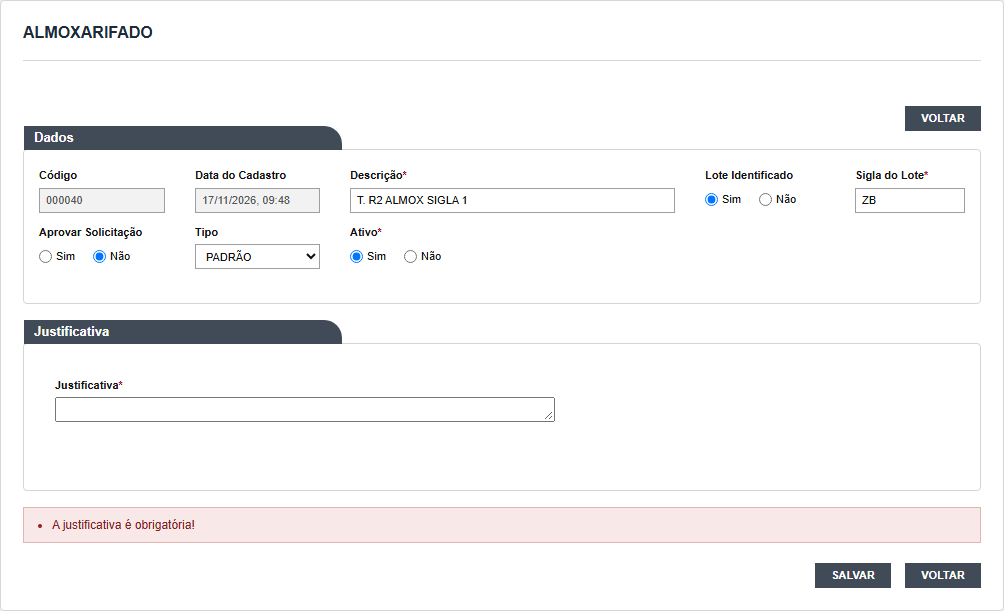 ALMOXARIFADO
VOLTAR
Dados
Código Data do Cadastro Descrição* Lote Identificado Sigla do Lote*
000040 17/11/2026, 09:48 T. R2 ALMOX SIGLA 1 Sim Não ZB
Aprovar Solicitação Tipo Ativo*
Sim Não PADRÃO Sim Não
Justificativa
Justificativa*
A justificativa é obrigatória!
SALVAR VOLTAR